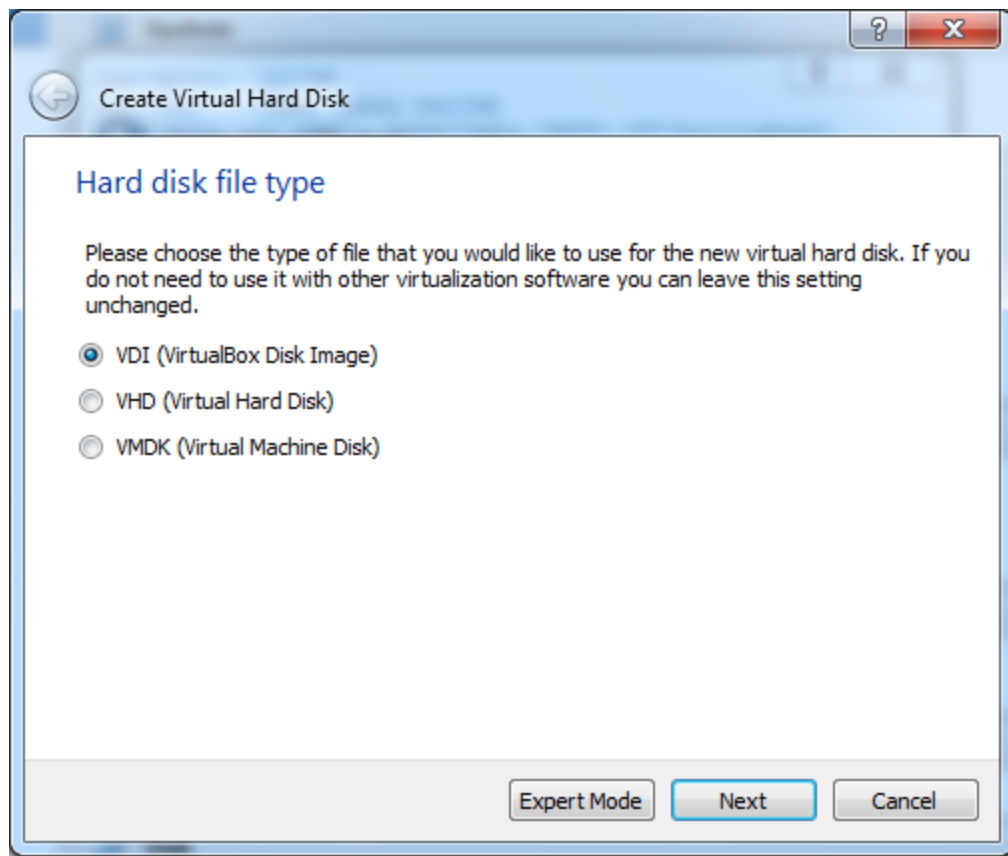 ?
X
Create Virtual Hard Disk
Hard disk file type
Please choose the type of file that you would like to use for the new virtual hard disk. If you
do not need to use it with other virtualization software you can leave this setting
unchanged.
VDI (VirtualBox Disk Image)
VHD (Virtual Hard Disk)
VMDK (Virtual Machine Disk)
Expert Mode
Next
Cancel